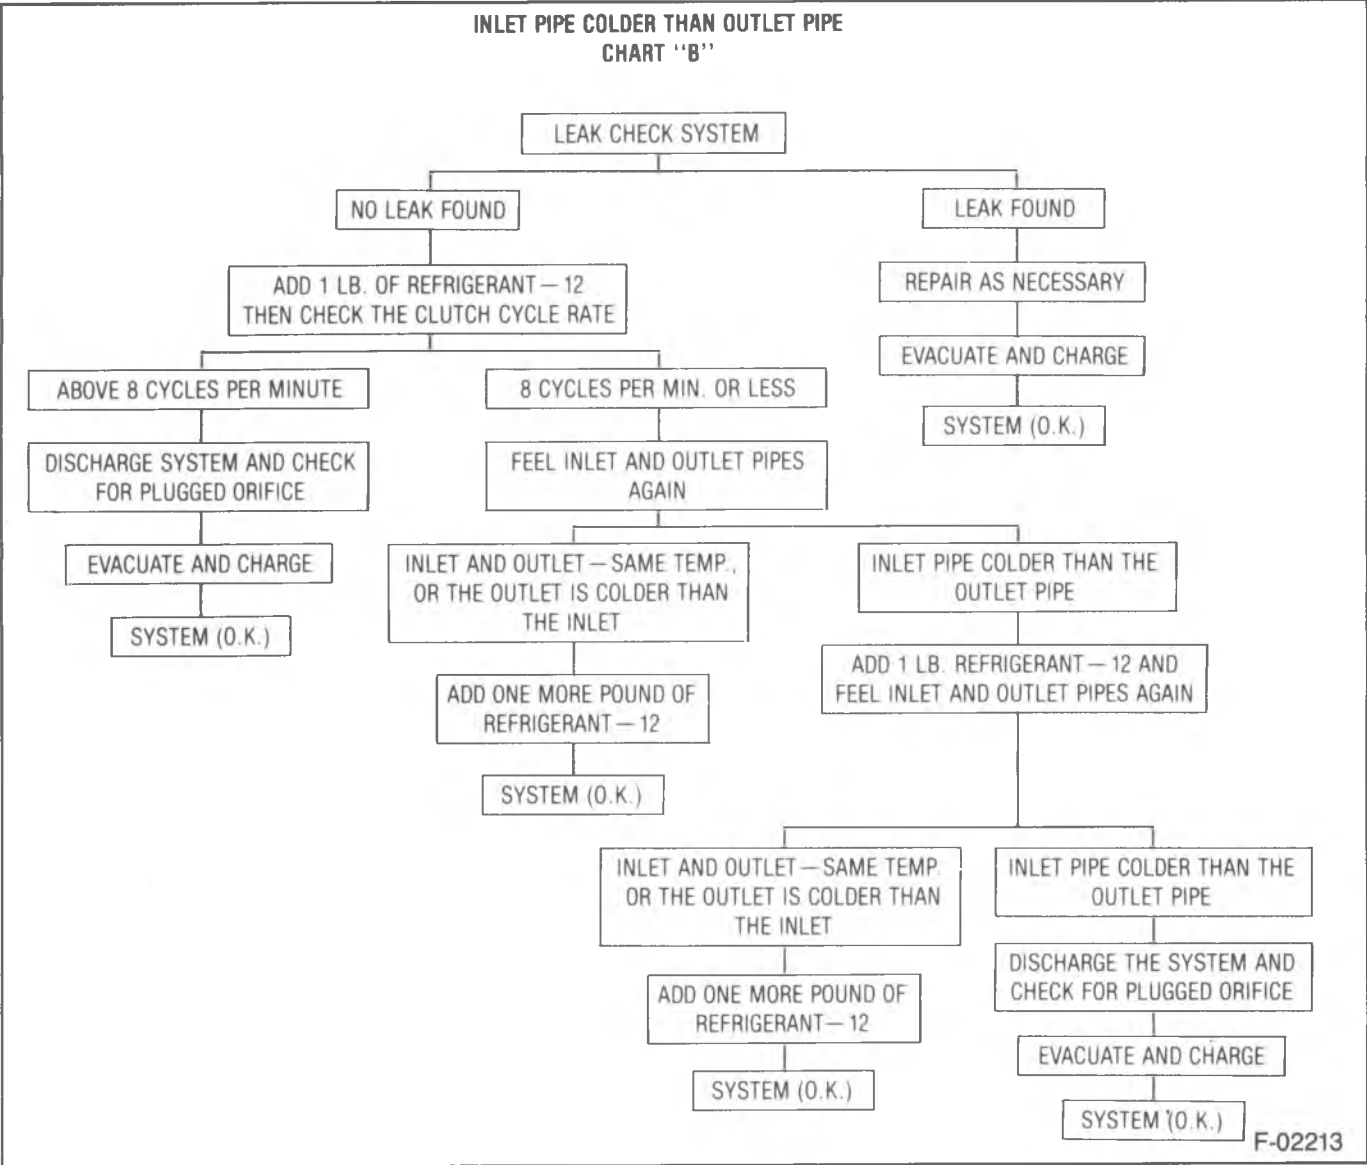 INLET PIPE COLDER THAN OUTLET PIPE
CHART "B"
LEAK CHECK SYSTEM
NO LEAK FOUND
LEAK FOUND
ADD 1 LB. OF REFRIGERANT — 12
THEN CHECK THE CLUTCH CYCLE RATE
REPAIR AS NECESSARY
EVACUATE AND CHARGE
SYSTEM (O.K.)
ABOVE 8 CYCLES PER MINUTE
8 CYCLES PER MIN. OR LESS
DISCHARGE SYSTEM AND CHECK
FOR PLUGGED ORIFICE
FEEL INLET AND OUTLET PIPES
AGAIN
EVACUATE AND CHARGE
SYSTEM (O.K.)
INLET AND OUTLET — SAME TEMP.,
OR THE OUTLET IS COLDER THAN
THE INLET
INLET PIPE COLDER THAN THE
OUTLET PIPE
ADD ONE MORE POUND OF
REFRIGERANT — 12
SYSTEM (O.K.)
ADD 1 LB. REFRIGERANT — 12 AND
FEEL INLET AND OUTLET PIPES AGAIN
INLET AND OUTLET — SAME TEMP.
OR THE OUTLET IS COLDER THAN
THE INLET
INLET PIPE COLDER THAN THE
OUTLET PIPE
ADD ONE MORE POUND OF
REFRIGERANT — 12
SYSTEM (O.K.)
DISCHARGE THE SYSTEM AND
CHECK FOR PLUGGED ORIFICE
EVACUATE AND CHARGE
SYSTEM (O.K.)
F-02213